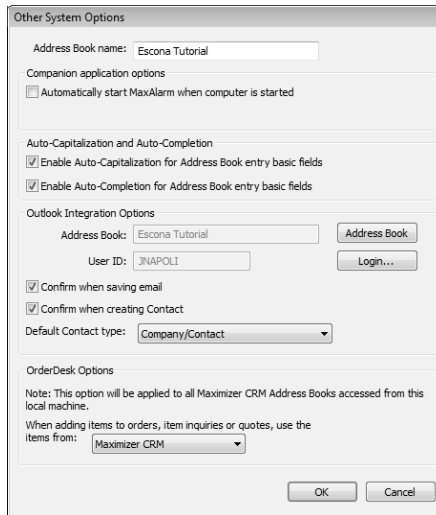 Other System Options
Address Book name: Escona Tutorial
Companion application options
Automatically start MaxAlarm when computer is started
Auto-Capitalization and Auto-Completion
Enable Auto-Capitalization for Address Book entry basic fields
Enable Auto-Completion for Address Book entry basic fields
Outlook Integration Options
Address Book: Escona Tutorial Address Book
User ID: JNAPOLI Login...
Confirm when saving email
Confirm when creating Contact
Default Contact type: Company/Contact
OrderDesk Options
Note: This option will be applied to all Maximizer CRM Address Books accessed from this
local machine.
When adding items to orders, item inquiries or quotes, use the
items from: Maximizer CRM
OK Cancel